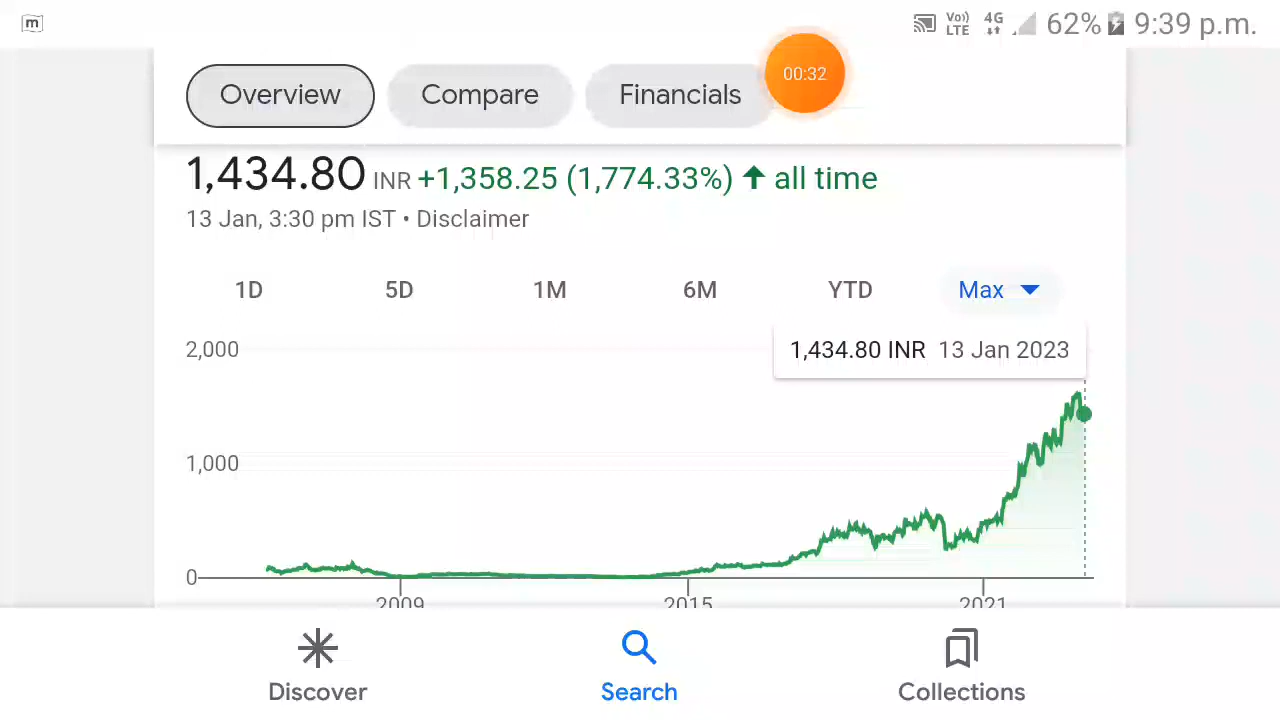 m
Vo)) LTE 4G 62% 9:39 p.m.
Overview Compare Financials 00:32
1,434.80 INR +1,358.25 (1,774.33%) ↑ all time
13 Jan, 3:30 pm IST • Disclaimer
1D 5D 1M 6M YTD Max
1,434.80 INR 13 Jan 2023
2,000
1,000
0
2009 2015 2021
Discover Search Collections